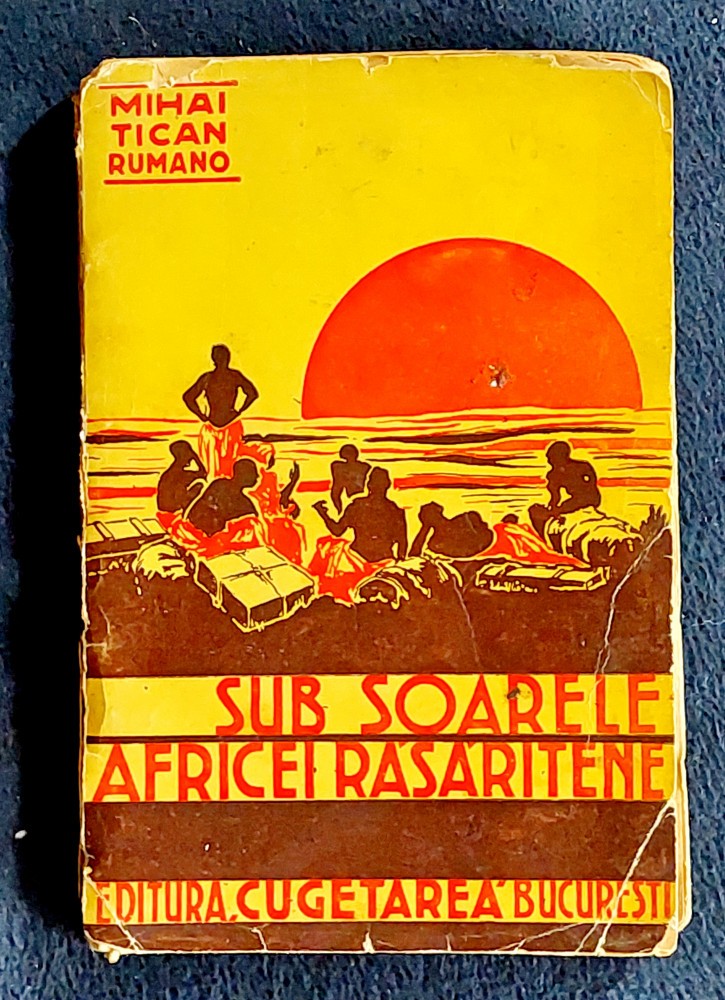 MIHAI
TICAN
RUMANO
SUB SOARELE
AFRICEI RĂSĂRITENE
EDITURA „CUGETAREA” BUCUREȘTI